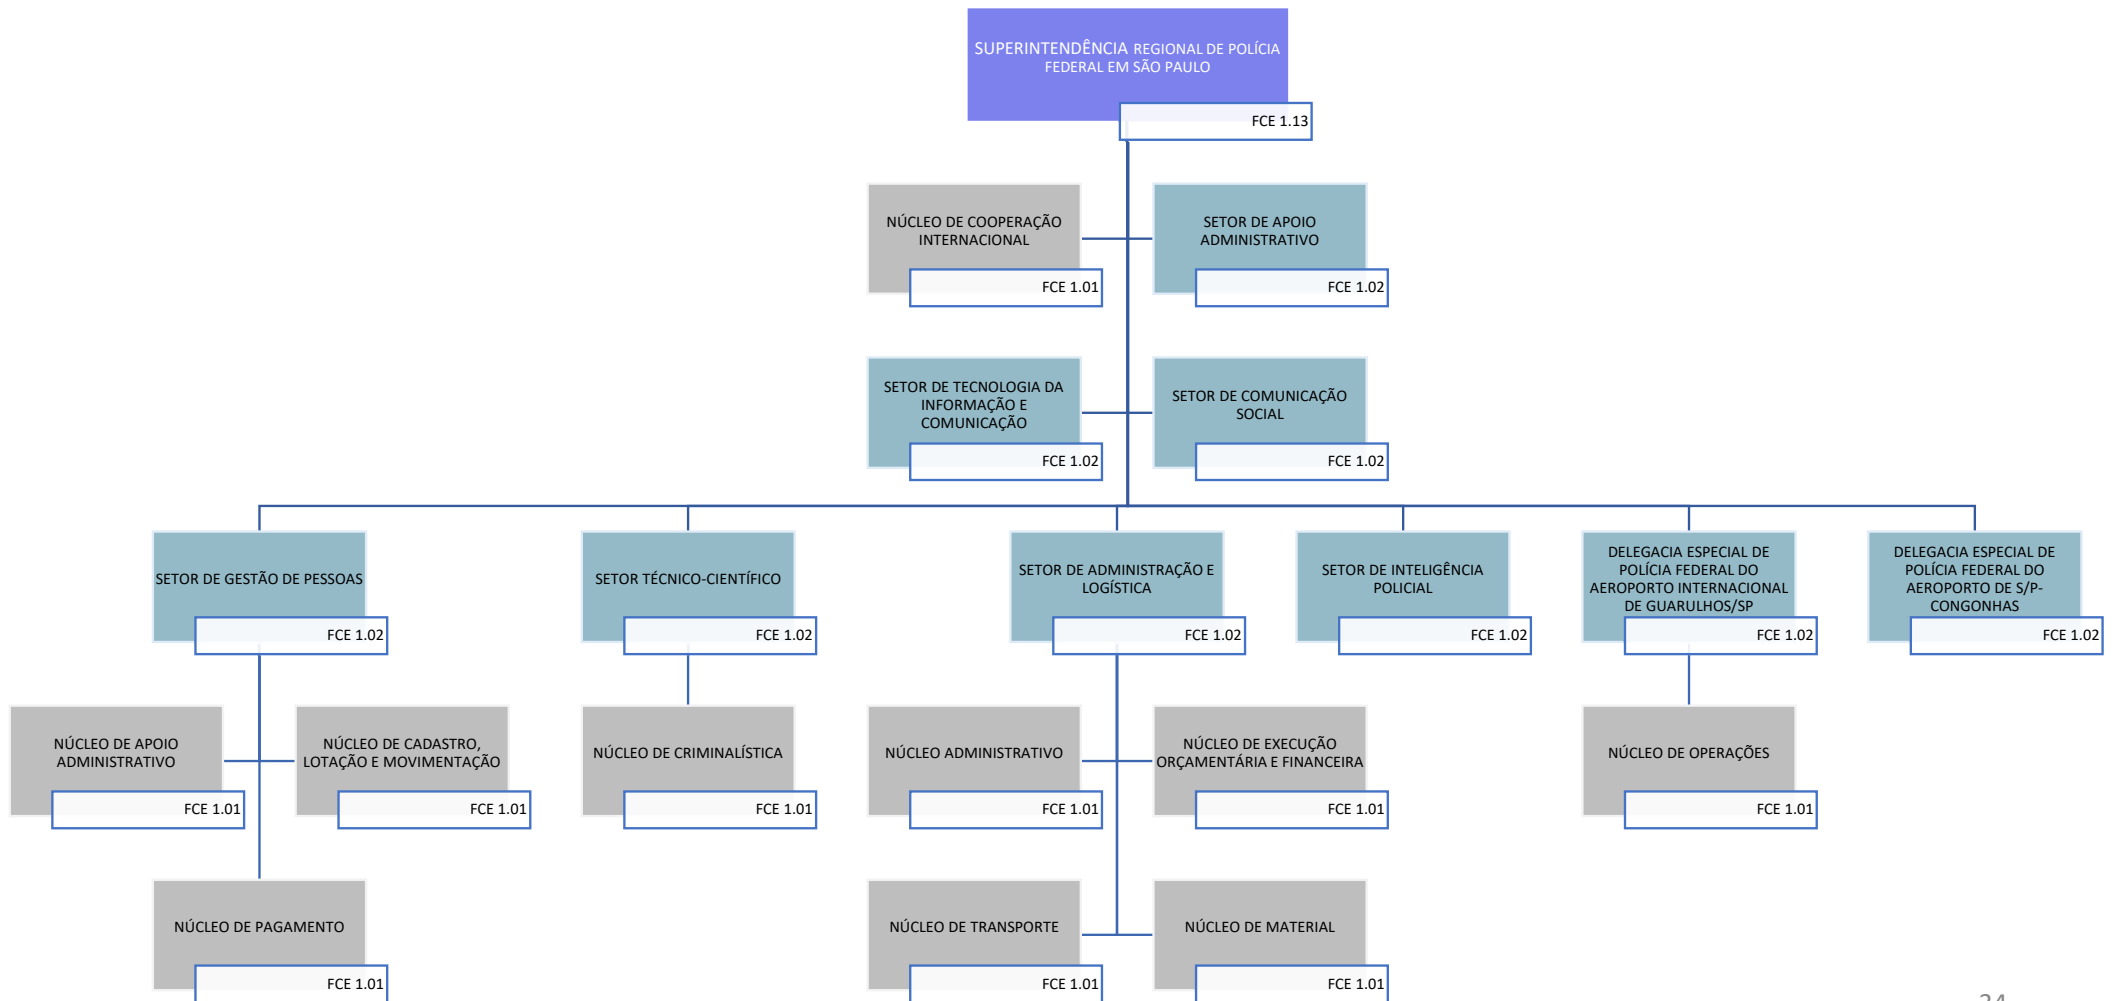 SUPERINTENDÊNCIA REGIONAL DE POLÍCIA
FEDERAL EM SÃO PAULO
FCE 1.13
NÚCLEO DE COOPERAÇÃO
INTERNACIONAL
FCE 1.01
SETOR DE APOIO
ADMINISTRATIVO
FCE 1.02
SETOR DE TECNOLOGIA DA
INFORMAÇÃO E
COMUNICAÇÃO
FCE 1.02
SETOR DE COMUNICAÇÃO
SOCIAL
FCE 1.02
SETOR DE GESTÃO DE PESSOAS
FCE 1.02
SETOR TÉCNICO-CIENTÍFICO
FCE 1.02
SETOR DE ADMINISTRAÇÃO E
LOGÍSTICA
FCE 1.02
SETOR DE INTELIGÊNCIA
POLICIAL
FCE 1.02
DELEGACIA ESPECIAL DE
POLÍCIA FEDERAL DO
AEROPORTO INTERNACIONAL
DE GUARULHOS/SP
FCE 1.02
DELEGACIA ESPECIAL DE
POLÍCIA FEDERAL DO
AEROPORTO DE S/P-
CONGONHAS
FCE 1.02
NÚCLEO DE APOIO
ADMINISTRATIVO
FCE 1.01
NÚCLEO DE CADASTRO,
LOTAÇÃO E MOVIMENTAÇÃO
FCE 1.01
NÚCLEO DE CRIMINALÍSTICA
FCE 1.01
NÚCLEO ADMINISTRATIVO
FCE 1.01
NÚCLEO DE EXECUÇÃO
ORÇAMENTÁRIA E FINANCEIRA
FCE 1.01
NÚCLEO DE OPERAÇÕES
FCE 1.01
NÚCLEO DE PAGAMENTO
FCE 1.01
NÚCLEO DE TRANSPORTE
FCE 1.01
NÚCLEO DE MATERIAL
FCE 1.01